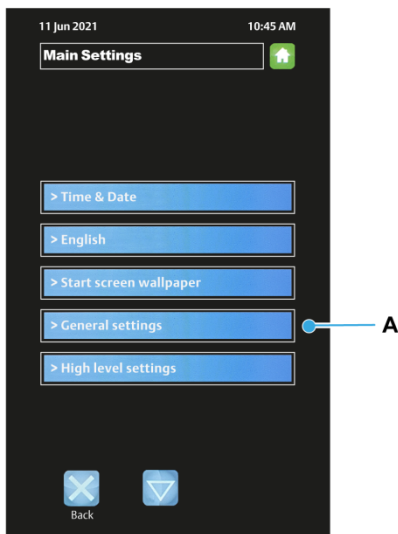 11 Jun 2021 10:45 AM
Main Settings
> Time & Date
> English
> Start screen wallpaper
> General settings
A
> High level settings
Back